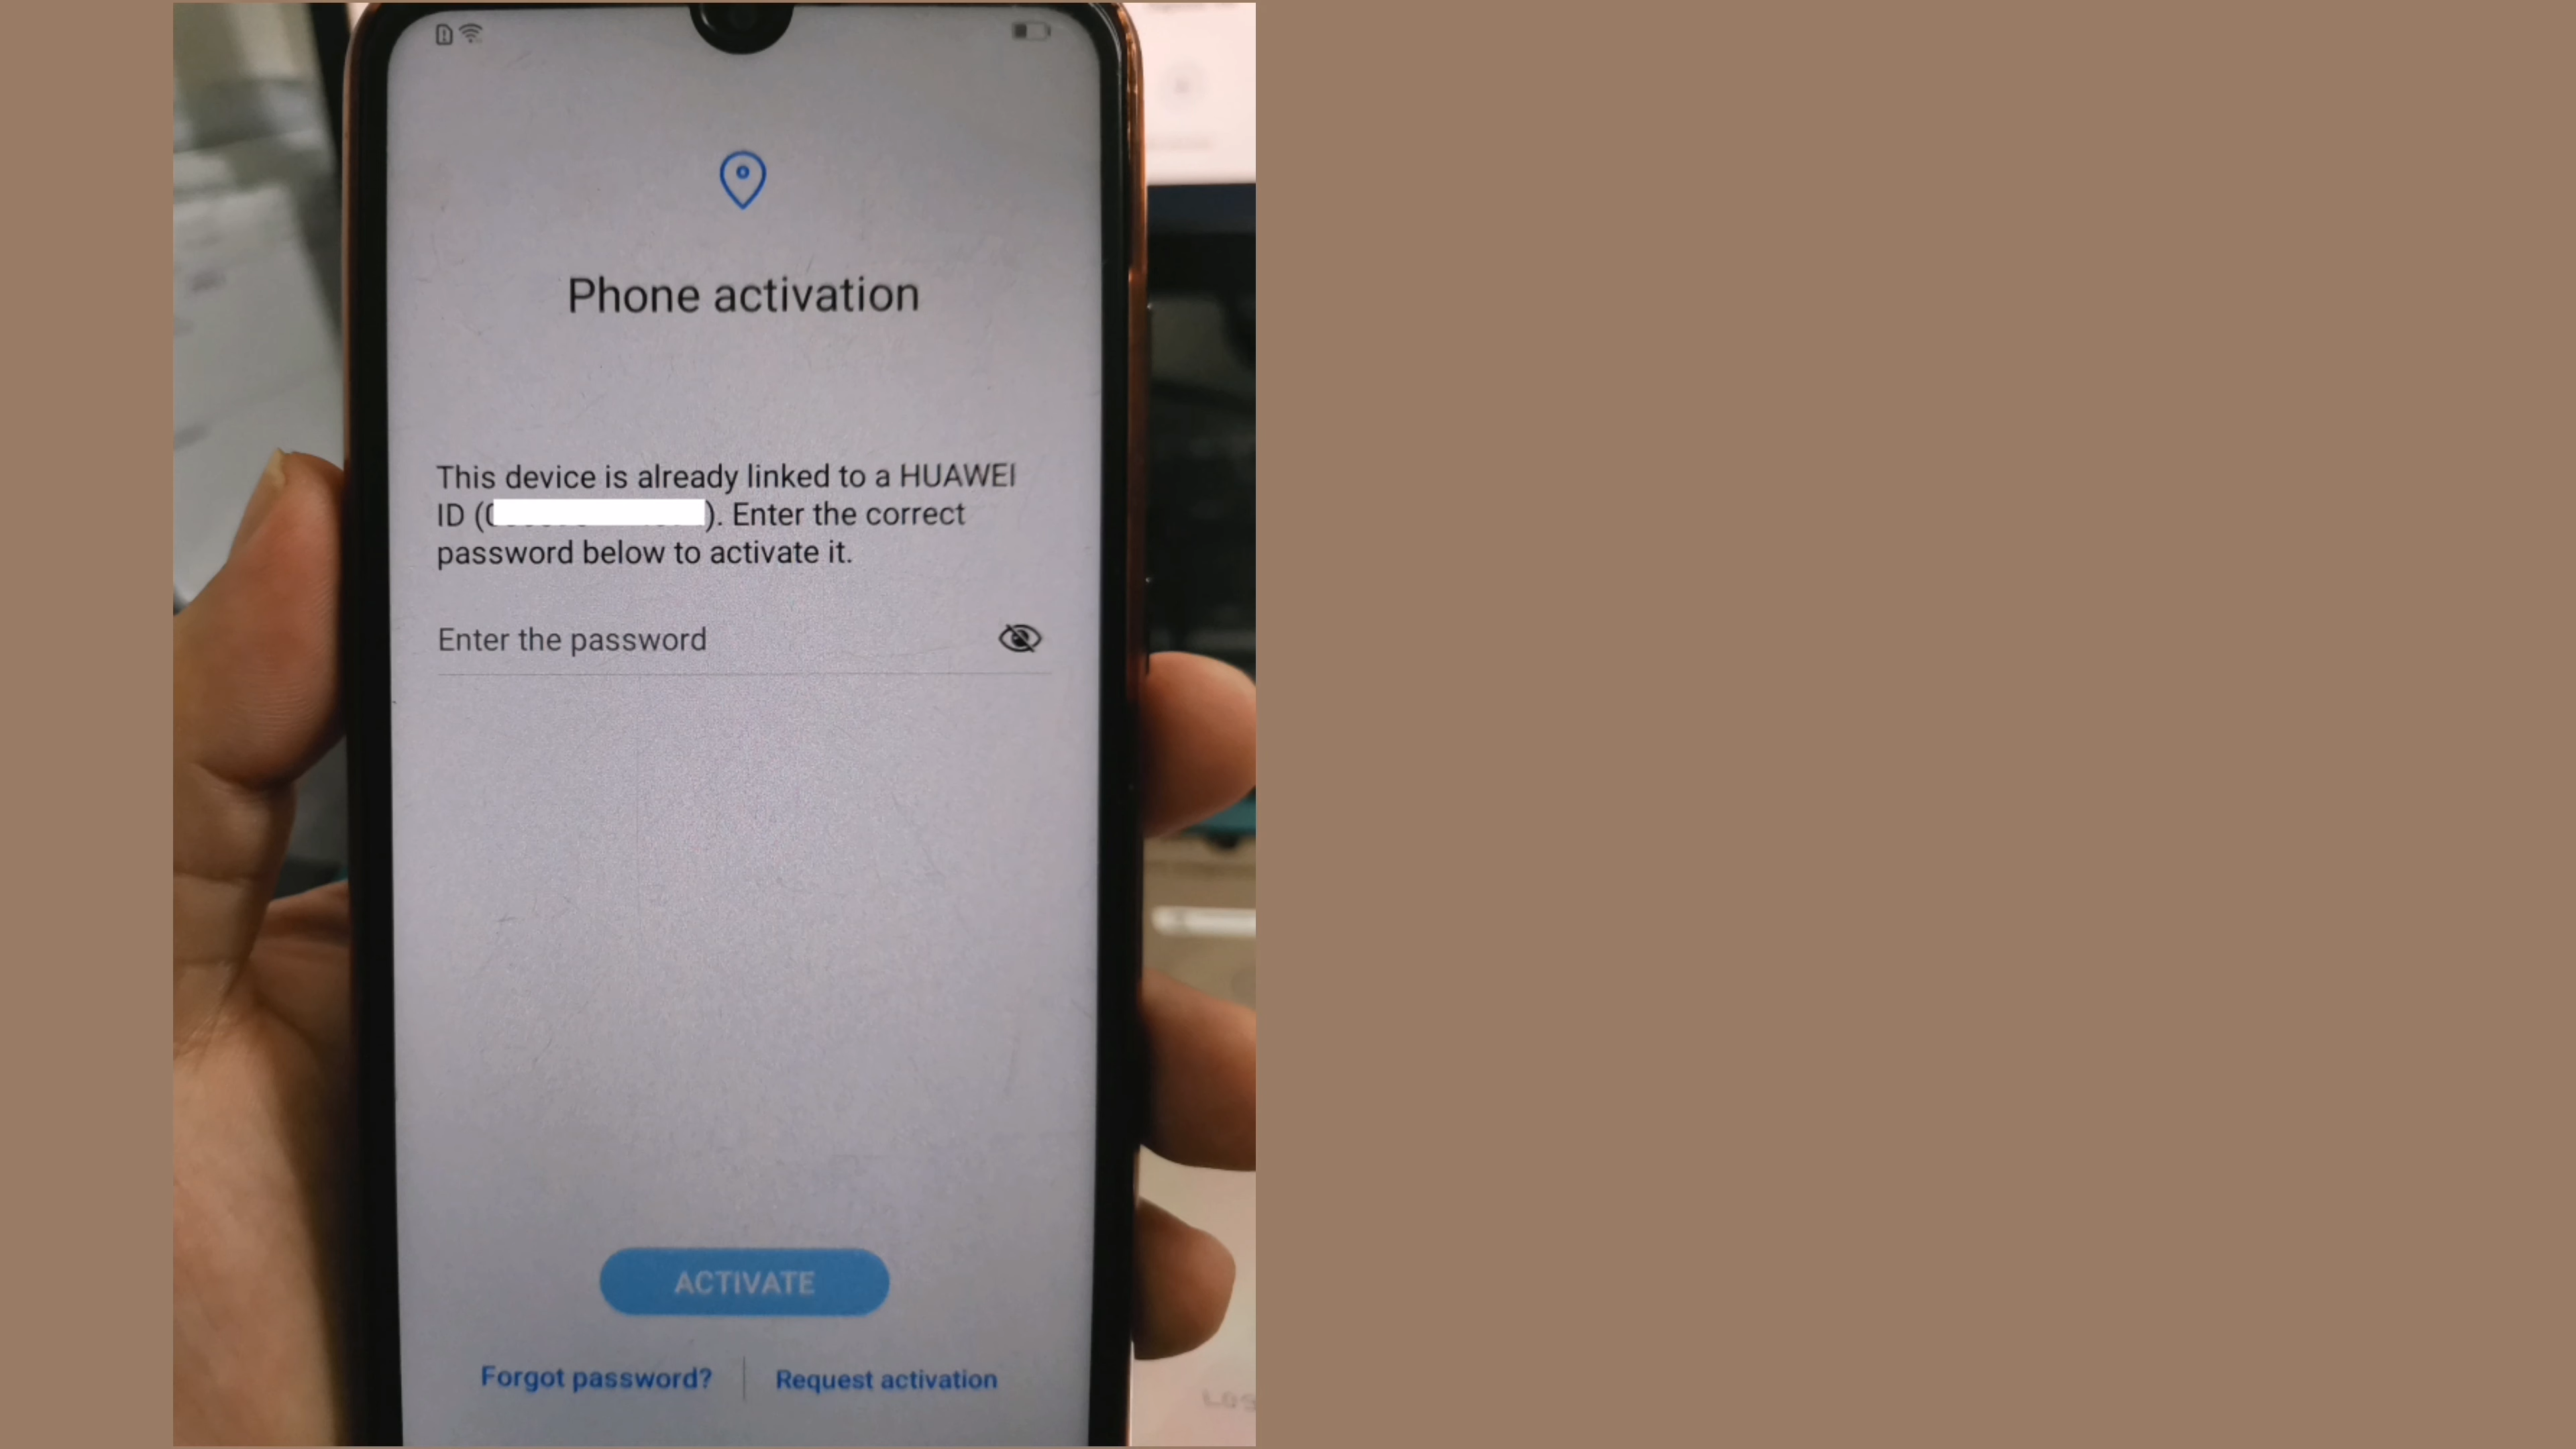 Phone activation
This device is already linked to a HUAWEI
ID ( ). Enter the correct
password below to activate it.
Enter the password
ACTIVATE
Forgot password?
Request activation